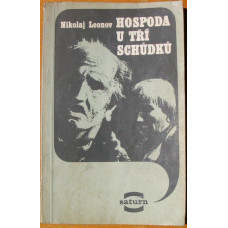 Nikolaj Leonov
HOSPODA
U TŘÍ
SCHŮDKŮ
saturn